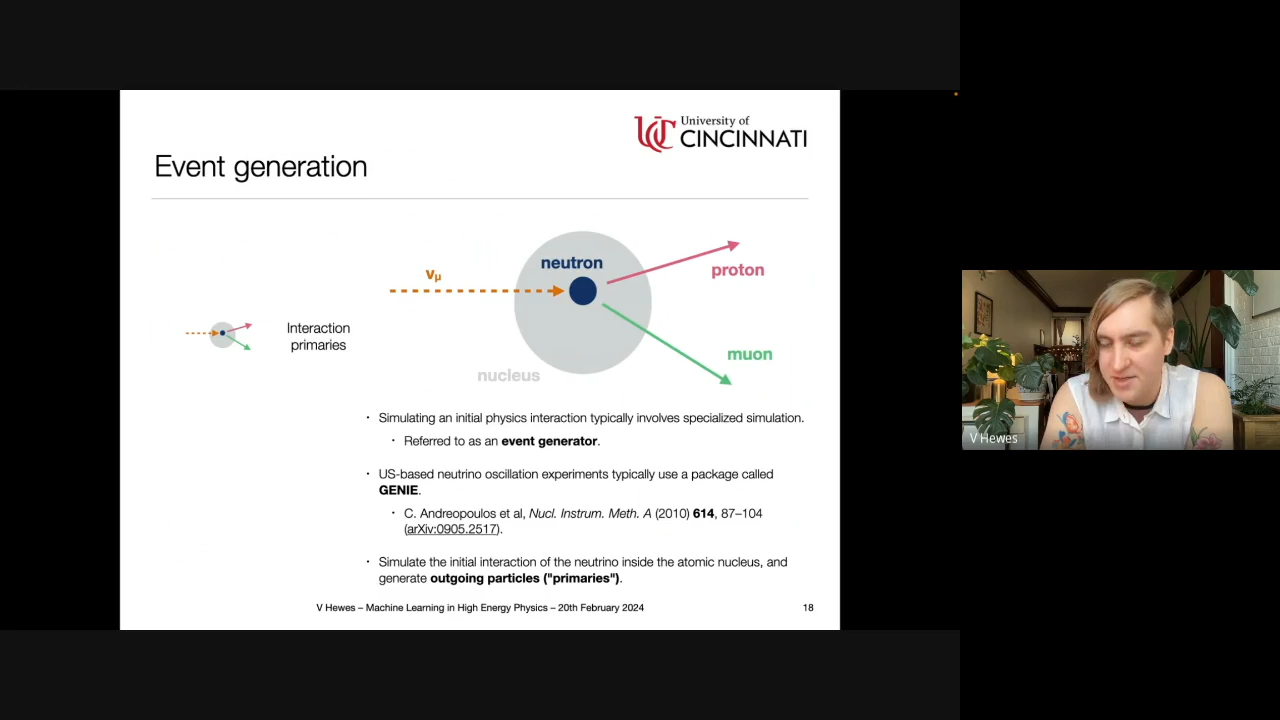 University of
CINCINNATI
Event generation
neutron
νμ
proton
Interaction
primaries
muon
nucleus
• Simulating an initial physics interaction typically involves specialized simulation.
• Referred to as an event generator.
• US-based neutrino oscillation experiments typically use a package called
GENIE.
• C. Andreopoulos et al, Nucl. Instrum. Meth. A (2010) 614, 87–104
(arXiv:0905.2517).
• Simulate the initial interaction of the neutrino inside the atomic nucleus, and
generate outgoing particles ("primaries").
V Hewes – Machine Learning in High Energy Physics – 20th February 2024
18
V Hewes